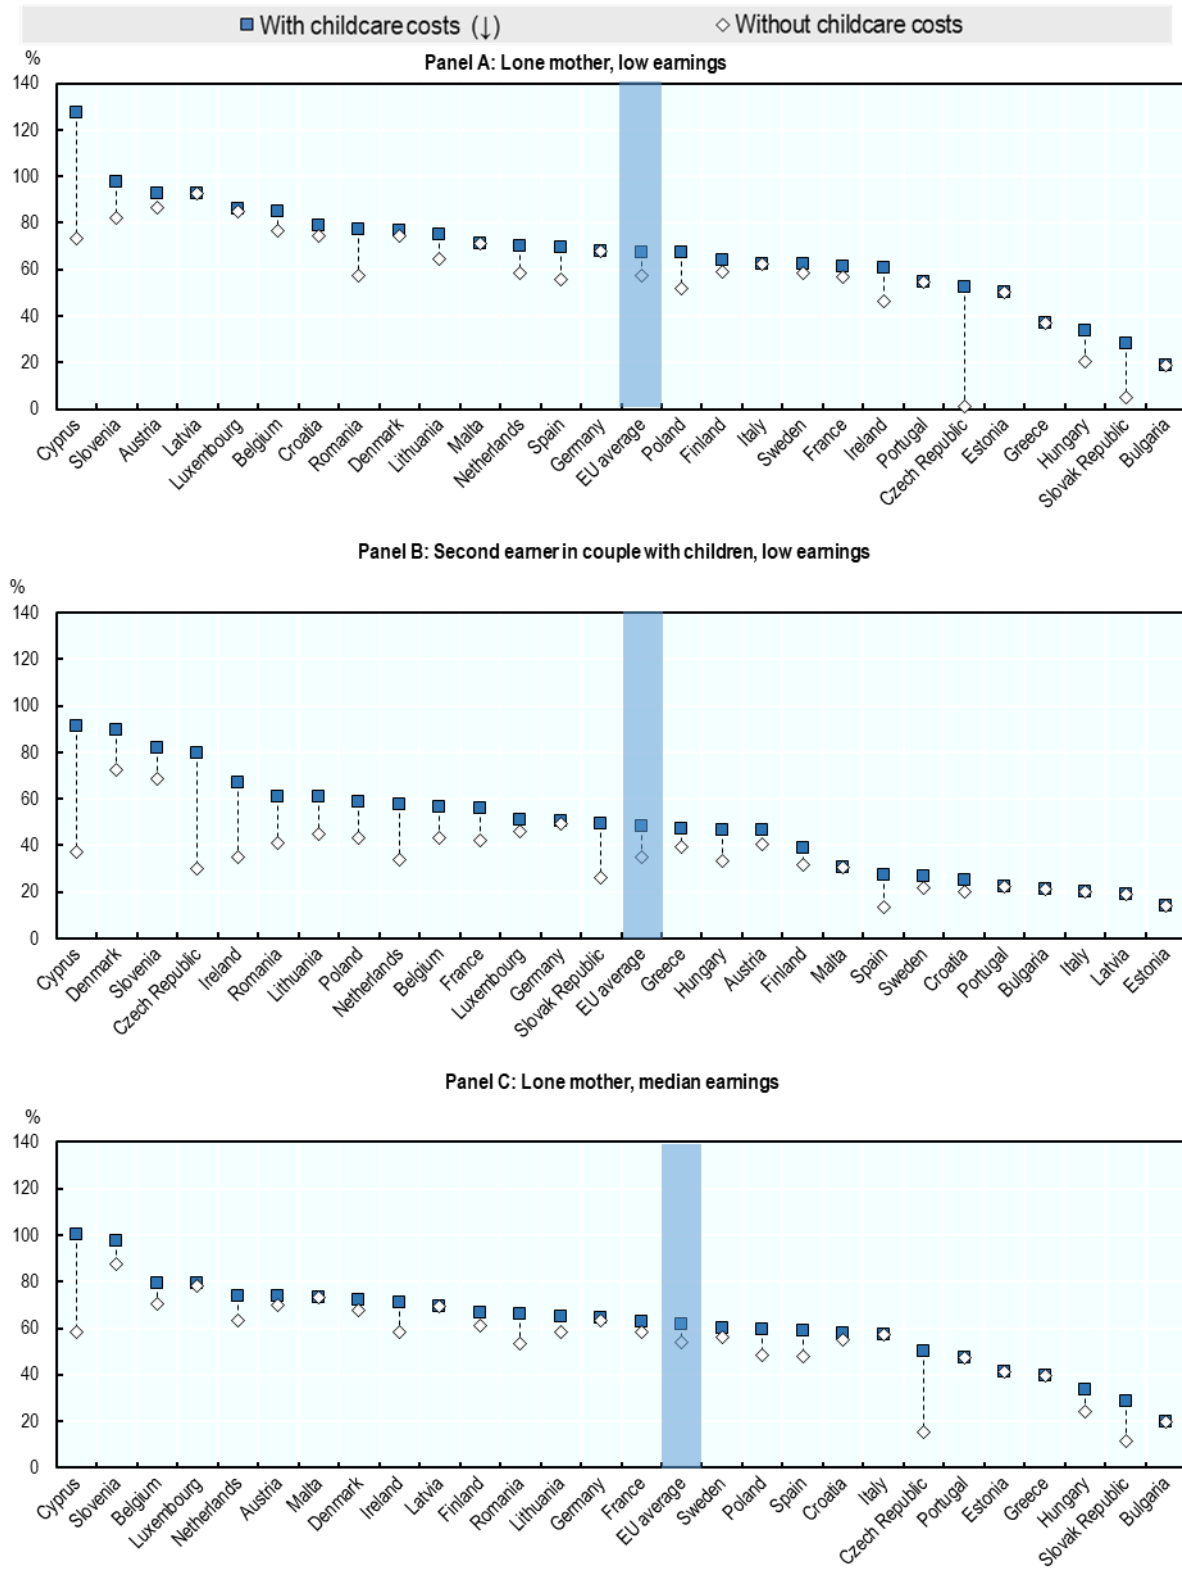 With childcare costs (↓) Without childcare costs
%
Panel A: Lone mother, low earnings
140
120
100
80
60
40
20
0
Cyprus
Slovenia
Austria
Latvia
Luxembourg
Belgium
Croatia
Romania
Denmark
Lithuania
Malta
Netherlands
Spain
Germany
EU average
Poland
Finland
Italy
Sweden
France
Ireland
Portugal
Czech Republic
Estonia
Greece
Hungary
Slovak Republic
Bulgaria
Panel B: Second earner in couple with children, low earnings
%
140
120
100
80
60
40
20
0
Cyprus
Denmark
Slovenia
Czech Republic
Ireland
Romania
Lithuania
Poland
Netherlands
Belgium
France
Luxembourg
Germany
Slovak Republic
EU average
Greece
Hungary
Austria
Finland
Malta
Spain
Sweden
Croatia
Portugal
Bulgaria
Italy
Latvia
Estonia
Panel C: Lone mother, median earnings
%
140
120
100
80
60
40
20
0
Cyprus
Slovenia
Belgium
Luxembourg
Netherlands
Austria
Malta
Denmark
Ireland
Latvia
Finland
Romania
Lithuania
Germany
France
EU average
Sweden
Poland
Spain
Croatia
Italy
Czech Republic
Portugal
Estonia
Greece
Hungary
Slovak Republic
Bulgaria